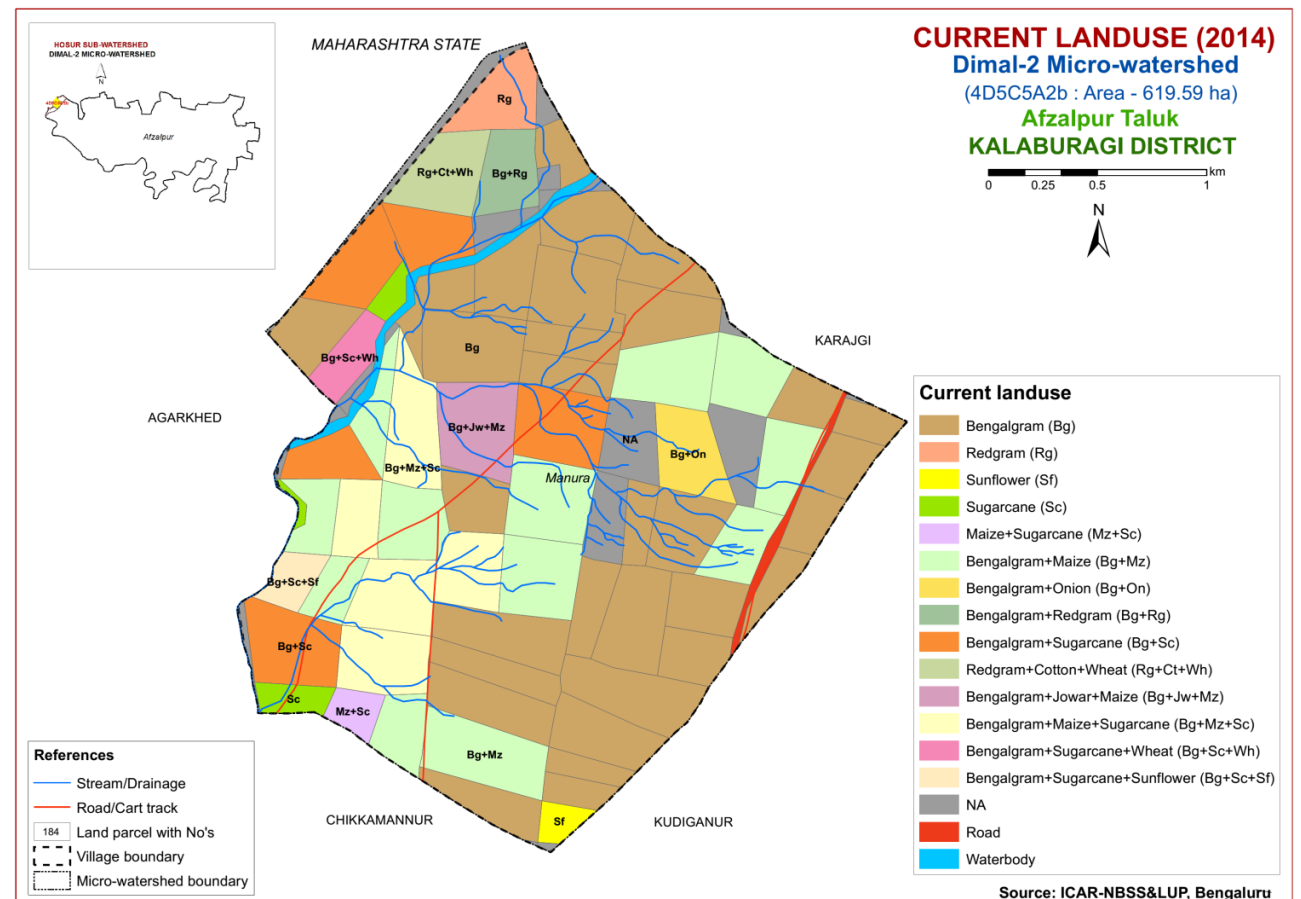 HOSUR SUB-WATERSHED
DIMAL-2 MICRO-WATERSHED
N
Afzalpur
MAHARASHTRA STATE
CURRENT LANDUSE (2014)
Dimal-2 Micro-watershed
(4D5C5A2b : Area - 619.59 ha)
Afzalpur Taluk
KALABURAGI DISTRICT
km
0 0.25 0.5 1
N
Rg
Rg+Ct+Wh
Bg+Rg
Bg+Sc+Wh
Bg
KARAJGI
AGARKHED
Bg+Jw+Mz
NA
Bg+On
Bg+Mz+Sc
Manura
Bg+Sc+Sf
Bg+Sc
Sc
Mz+Sc
Bg+Mz
Sf
CHIKKAMANNUR
KUDIGANUR
Current landuse
Bengalgram (Bg)
Redgram (Rg)
Sunflower (Sf)
Sugarcane (Sc)
Maize+Sugarcane (Mz+Sc)
Bengalgram+Maize (Bg+Mz)
Bengalgram+Onion (Bg+On)
Bengalgram+Redgram (Bg+Rg)
Bengalgram+Sugarcane (Bg+Sc)
Redgram+Cotton+Wheat (Rg+Ct+Wh)
Bengalgram+Jowar+Maize (Bg+Jw+Mz)
Bengalgram+Maize+Sugarcane (Bg+Mz+Sc)
Bengalgram+Sugarcane+Wheat (Bg+Sc+Wh)
Bengalgram+Sugarcane+Sunflower (Bg+Sc+Sf)
NA
Road
Waterbody
References
Stream/Drainage
Road/Cart track
184 Land parcel with No's
Village boundary
Micro-watershed boundary
Source: ICAR-NBSS&LUP, Bengaluru